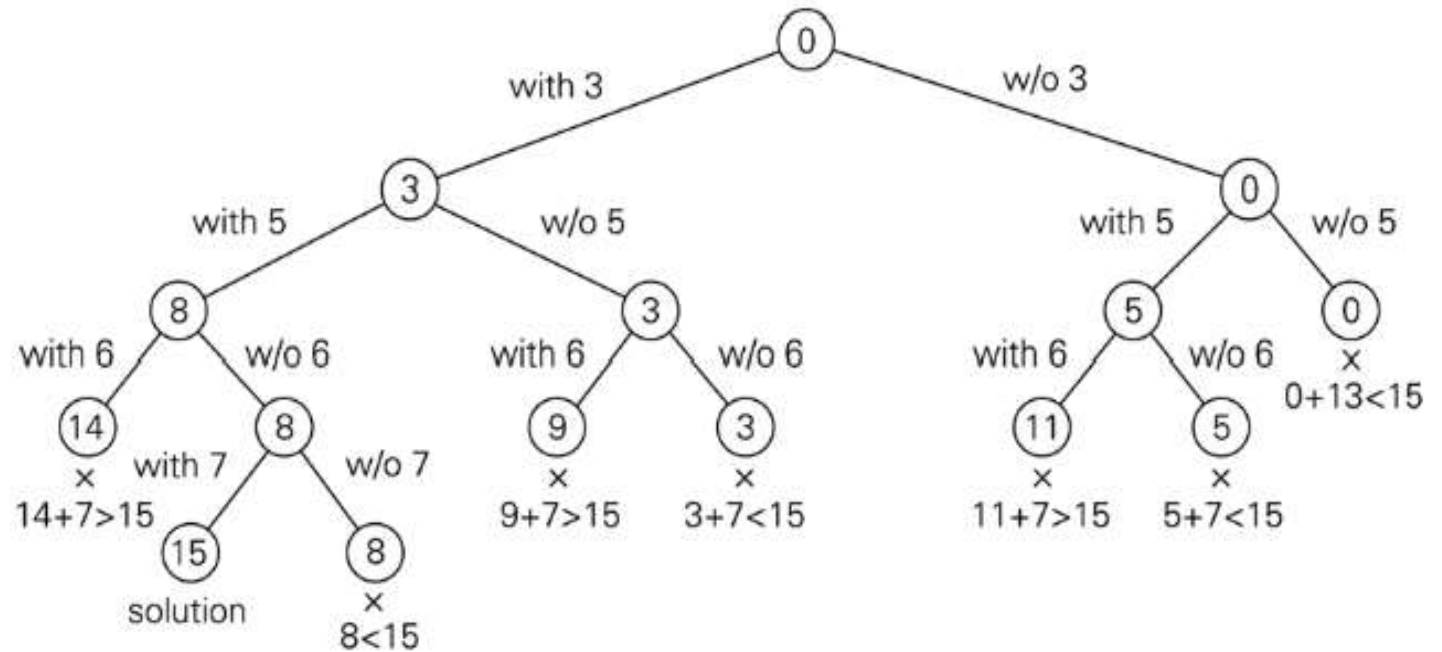 0
with 3
w/o 3
3
0
with 5
w/o 5
with 5
w/o 5
8
3
5
0
with 6
w/o 6
with 6
w/o 6
with 6
w/o 6
×
0+13<15
14
8
9
3
11
5
×
with 7
w/o 7
×
×
×
×
14+7>15
9+7>15
3+7<15
11+7>15
5+7<15
15
8
solution
×
8<15